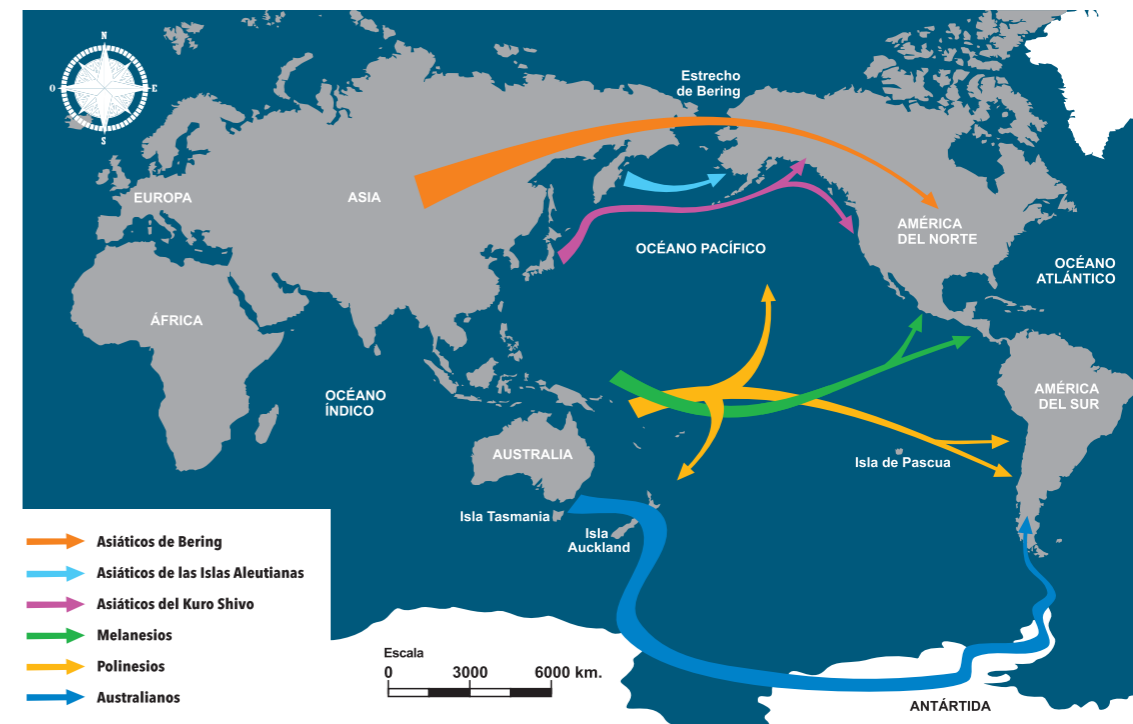 N
O
E
S
Estrecho
de Bering
EUROPA
ASIA
AMÉRICA
DEL NORTE
OCÉANO PACÍFICO
OCÉANO
ATLÁNTICO
ÁFRICA
OCÉANO
ÍNDICO
AMÉRICA
DEL SUR
AUSTRALIA
Isla de Pascua
Isla Tasmania
Isla
Auckland
Asiáticos de Bering
Asiáticos de las Islas Aleutianas
Asiáticos del Kuro Shivo
Melanesios
Polinesios
Australianos
Escala
0 3000 6000 km.
ANTÁRTIDA